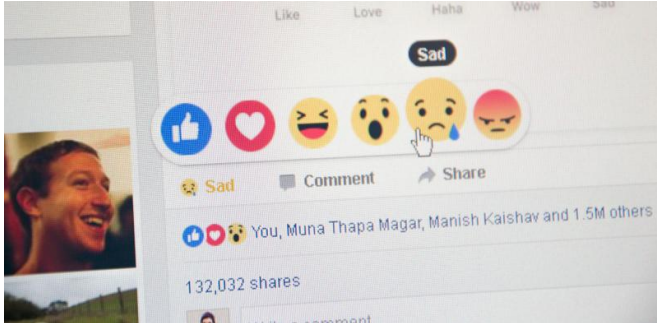 Like Love Haha Wow Sad
Sad
Sad Comment Share
You, Muna Thapa Magar, Manish Kaishav and 1.5M others
132,032 shares
comment